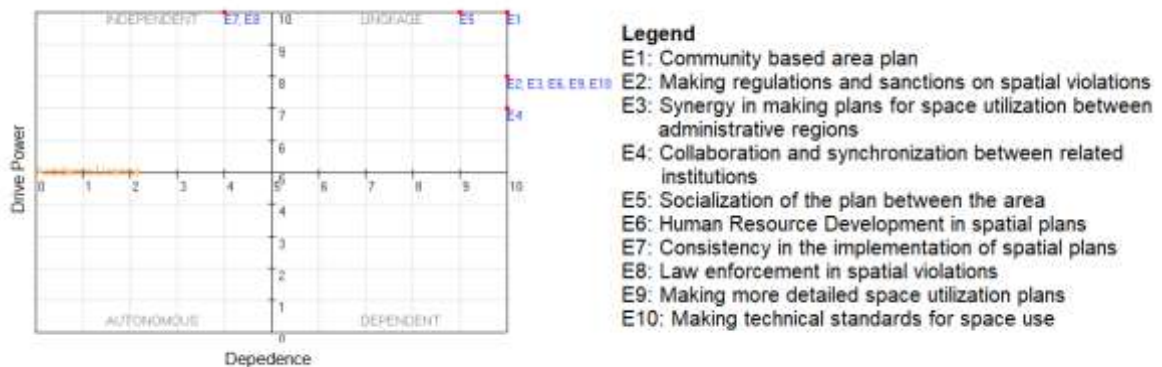 INDEPENDENT
E7, E8
10
LINGEAGE
E5
E1
9
8
E2, E3, E6, E9, E10
7
E4
6
Drive Power
0 1 2 3 4 5 6 7 8 9 10
4
3
2
1
AUTONOMOUS
0
DEPENDENT
Depedence
Legend
E1: Community based area plan
E2: Making regulations and sanctions on spatial violations
E3: Synergy in making plans for space utilization between
administrative regions
E4: Collaboration and synchronization between related
institutions
E5: Socialization of the plan between the area
E6: Human Resource Development in spatial plans
E7: Consistency in the implementation of spatial plans
E8: Law enforcement in spatial violations
E9: Making more detailed space utilization plans
E10: Making technical standards for space use